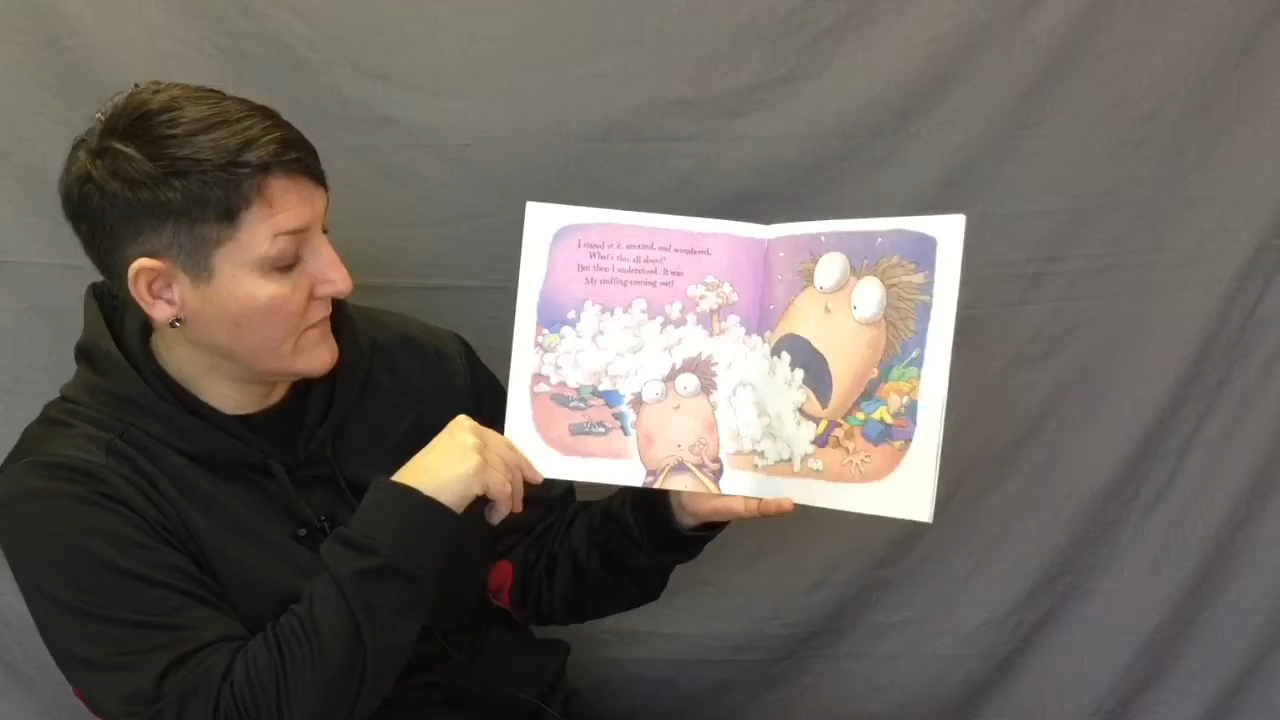 I stared at it, amazed, and wondered,
What's this all about?
But then I understood. It was
My stuffing coming out!